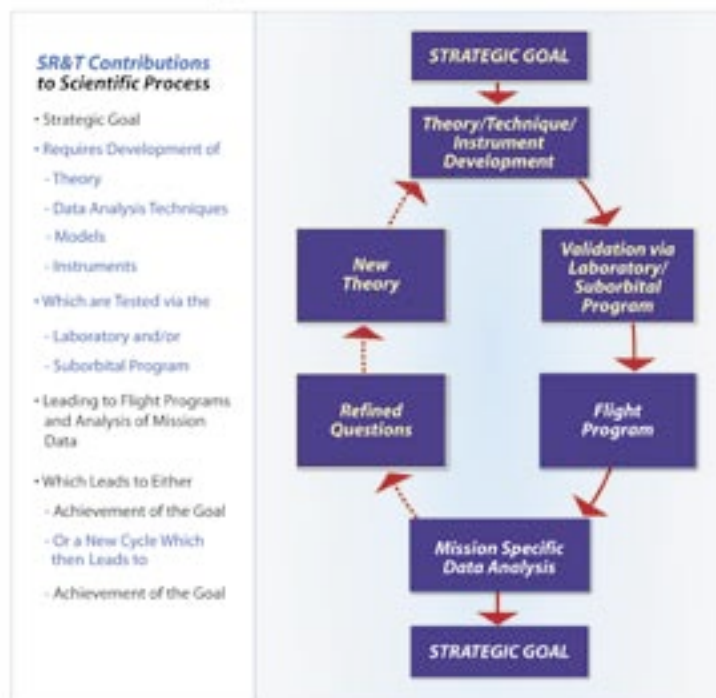 SR&T Contributions
to Scientific Process
• Strategic Goal
• Requires Development of
- Theory
- Data Analysis Techniques
- Models
- Instruments
• Which are Tested via the
- Laboratory and/or
- Suborbital Program
• Leading to Flight Programs
and Analysis of Mission
Data
• Which Leads to Either
- Achievement of the Goal
- Or a New Cycle Which
then Leads to
- Achievement of the Goal
STRATEGIC GOAL
Theory/Technique/
Instrument
Development
New
Theory
Validation via
Laboratory/
Suborbital
Program
Refined
Questions
Flight
Program
Mission Specific
Data Analysis
STRATEGIC GOAL